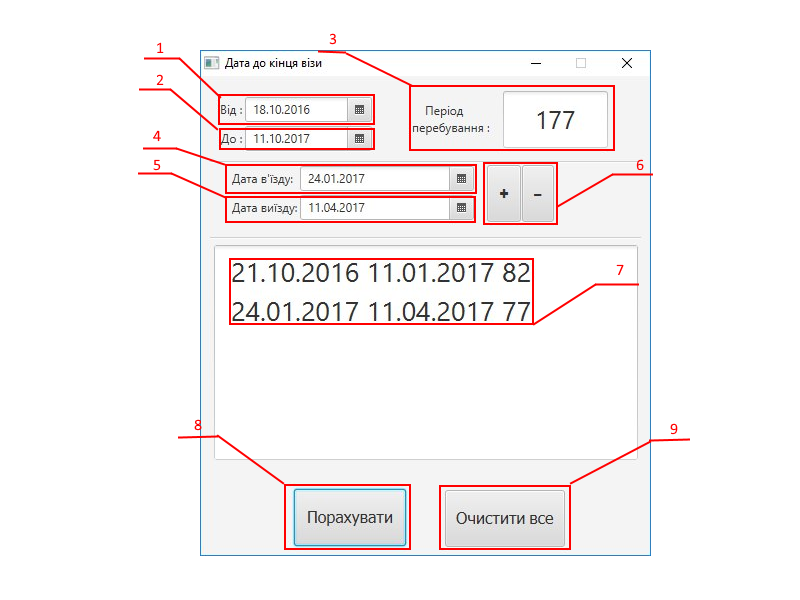 3
1
Дата до кінця візи
2
Від : 18.10.2016
Період перебування : 177
До : 11.10.2017
4
5
6
Дата в'їзду: 24.01.2017
+ -
Дата виїзду: 11.04.2017
7
21.10.2016 11.01.2017 82
24.01.2017 11.04.2017 77
8
9
Порахувати
Очистити все